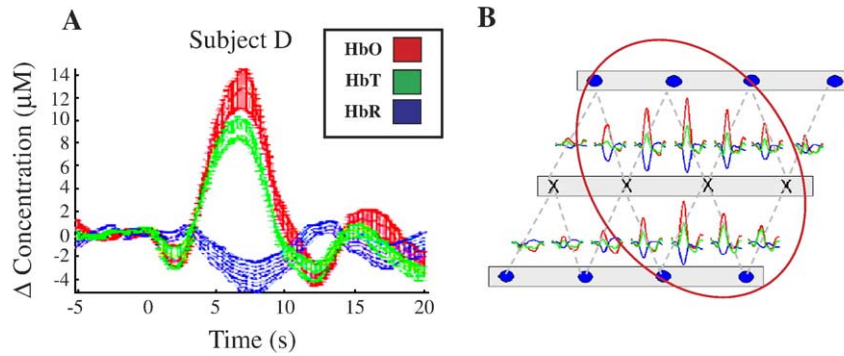 A
Subject D
HbO
HbT
HbR
Δ Concentration (μM)
14
12
10
8
6
4
2
0
-2
-4
-5
0
5
10
15
20
Time (s)
B
X X X X